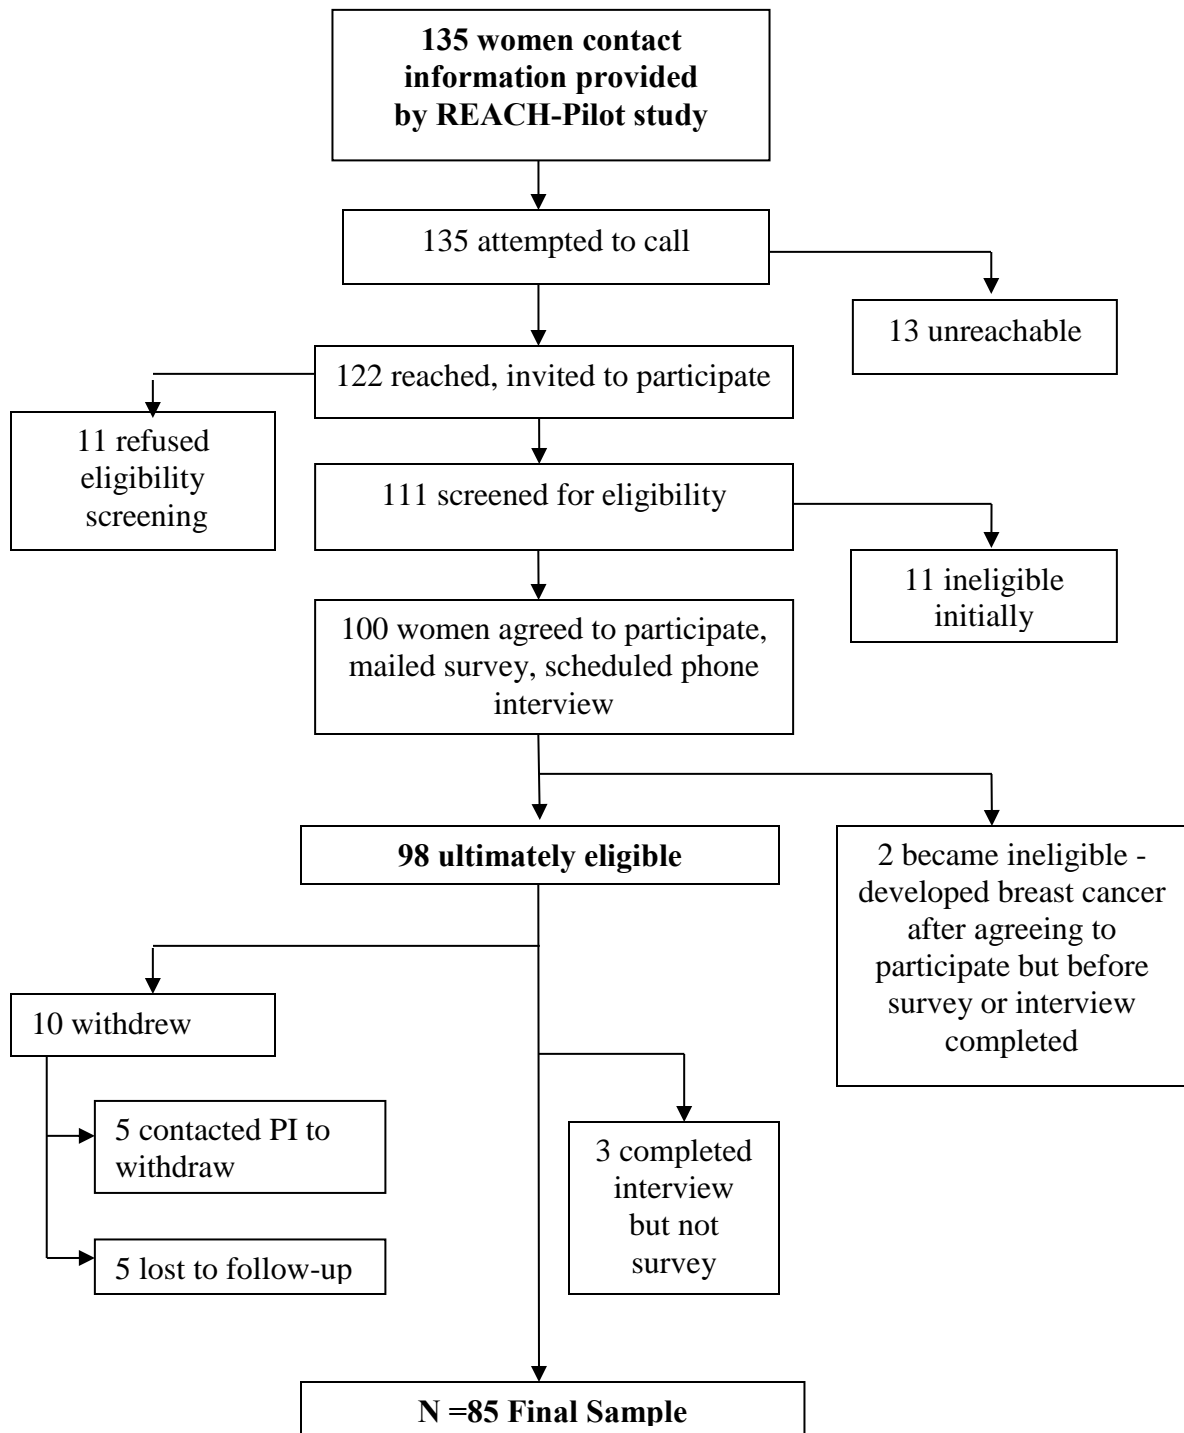 135 women contact
information provided
by REACH-Pilot study
135 attempted to call
13 unreachable
122 reached, invited to participate
11 refused
eligibility
screening
111 screened for eligibility
11 ineligible
initially
100 women agreed to participate,
mailed survey, scheduled phone
interview
98 ultimately eligible
2 became ineligible -
developed breast cancer
after agreeing to
participate but before
survey or interview
completed
10 withdrew
5 contacted PI to
withdraw
5 lost to follow-up
3 completed
interview
but not
survey
N =85 Final Sample